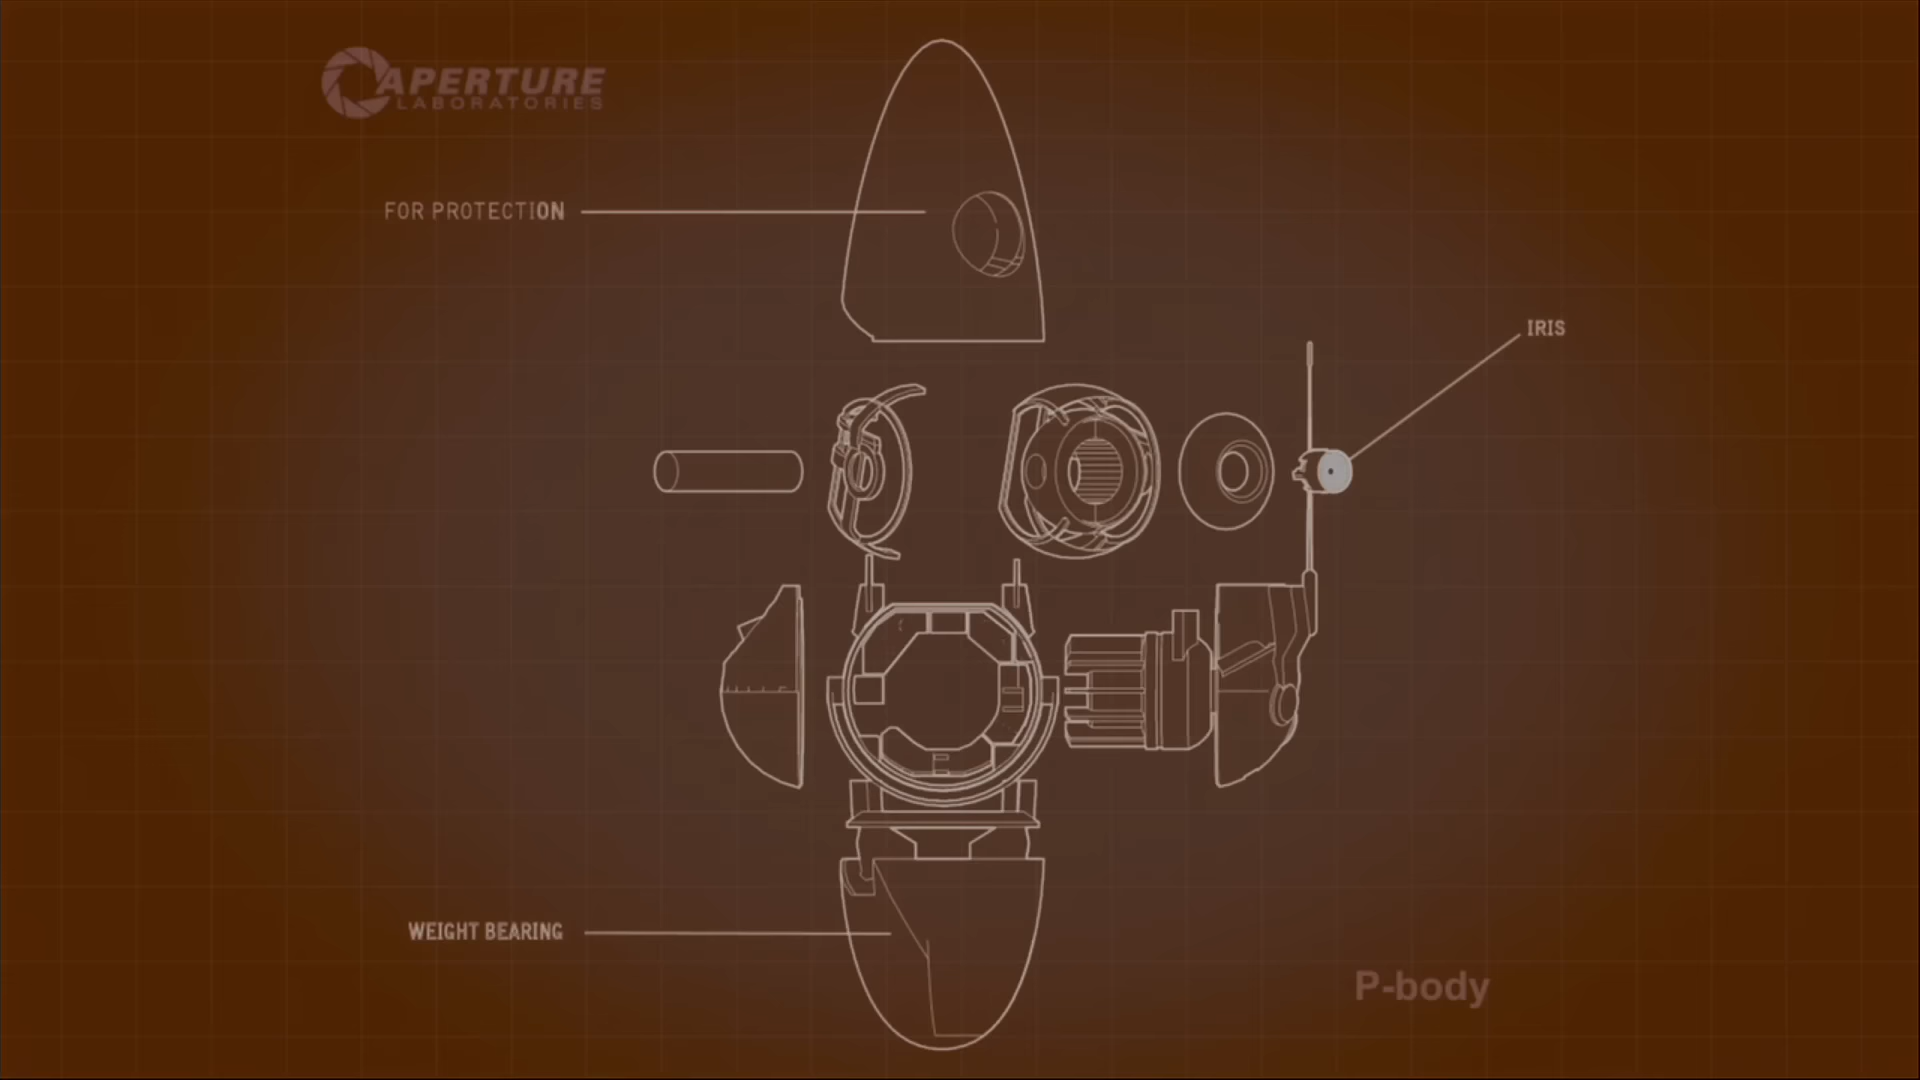 APERTURE
LABORATORIES
FOR PROTECTION
IRIS
WEIGHT BEARING
P-body